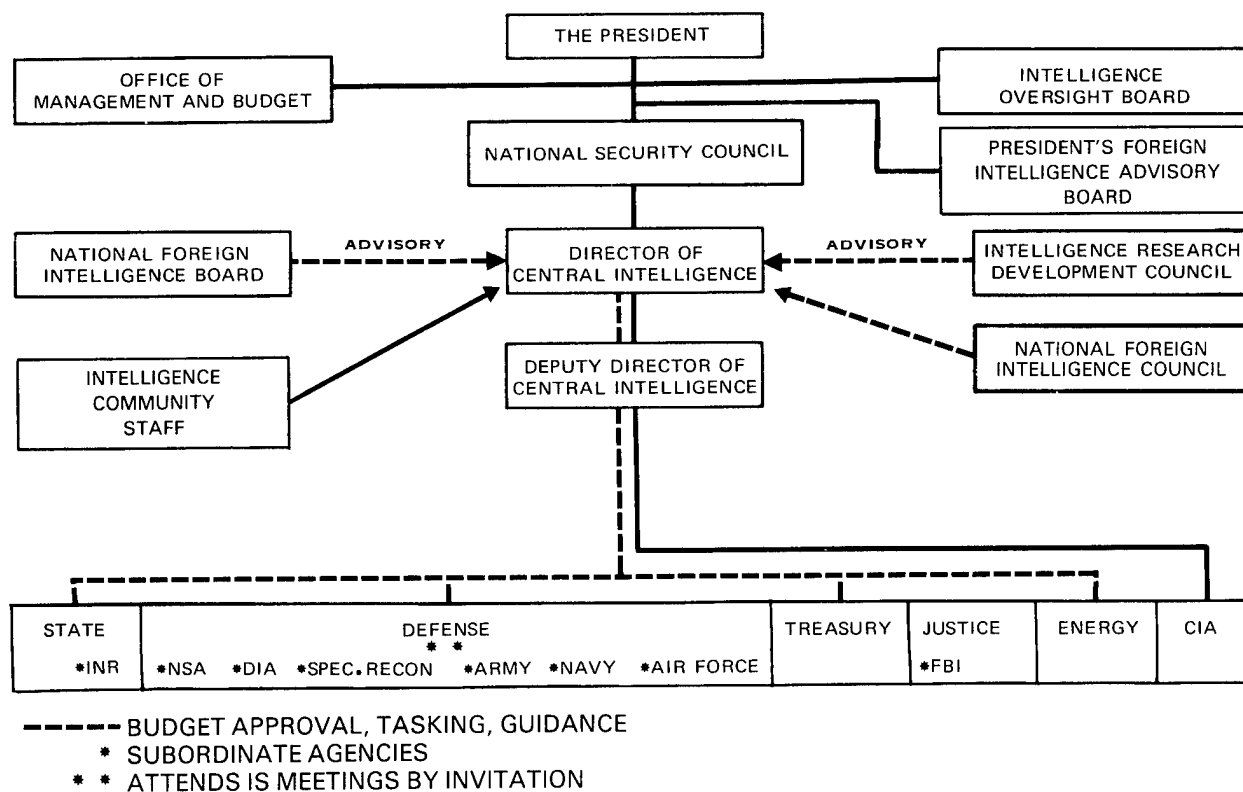 THE PRESIDENT
OFFICE OF
MANAGEMENT AND BUDGET
INTELLIGENCE
OVERSIGHT BOARD
NATIONAL SECURITY COUNCIL
PRESIDENT'S FOREIGN
INTELLIGENCE ADVISORY
BOARD
NATIONAL FOREIGN
INTELLIGENCE BOARD
ADVISORY
DIRECTOR OF
CENTRAL INTELLIGENCE
ADVISORY
INTELLIGENCE RESEARCH
DEVELOPMENT COUNCIL
INTELLIGENCE
COMMUNITY
STAFF
DEPUTY DIRECTOR OF
CENTRAL INTELLIGENCE
NATIONAL FOREIGN
INTELLIGENCE COUNCIL
STATE
*INR
DEFENSE
* *
*NSA *DIA *SPEC.RECON *ARMY *NAVY *AIR FORCE
TREASURY
JUSTICE
*FBI
ENERGY
CIA
BUDGET APPROVAL, TASKING, GUIDANCE
* SUBORDINATE AGENCIES
* * ATTENDS IS MEETINGS BY INVITATION